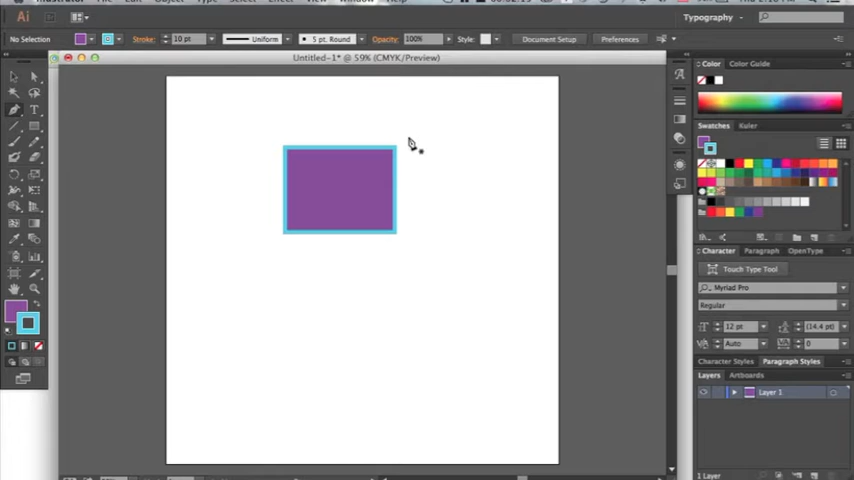 Ai
Typography
No Selection
Stroke:
10 pt
Uniform
5 pt. Round
Opacity:
100%
Style:
Document Setup
Preferences
Untitled-1* @ 59% (CMYK/Preview)
Color
Color Guide
Swatches
Kuler
Character
Paragraph
OpenType
Touch Type Tool
Myriad Pro
Regular
12 pt
(14.4 pt)
Auto
0
Character Styles
Paragraph Styles
Layers
Artboards
Layer 1
1 Layer